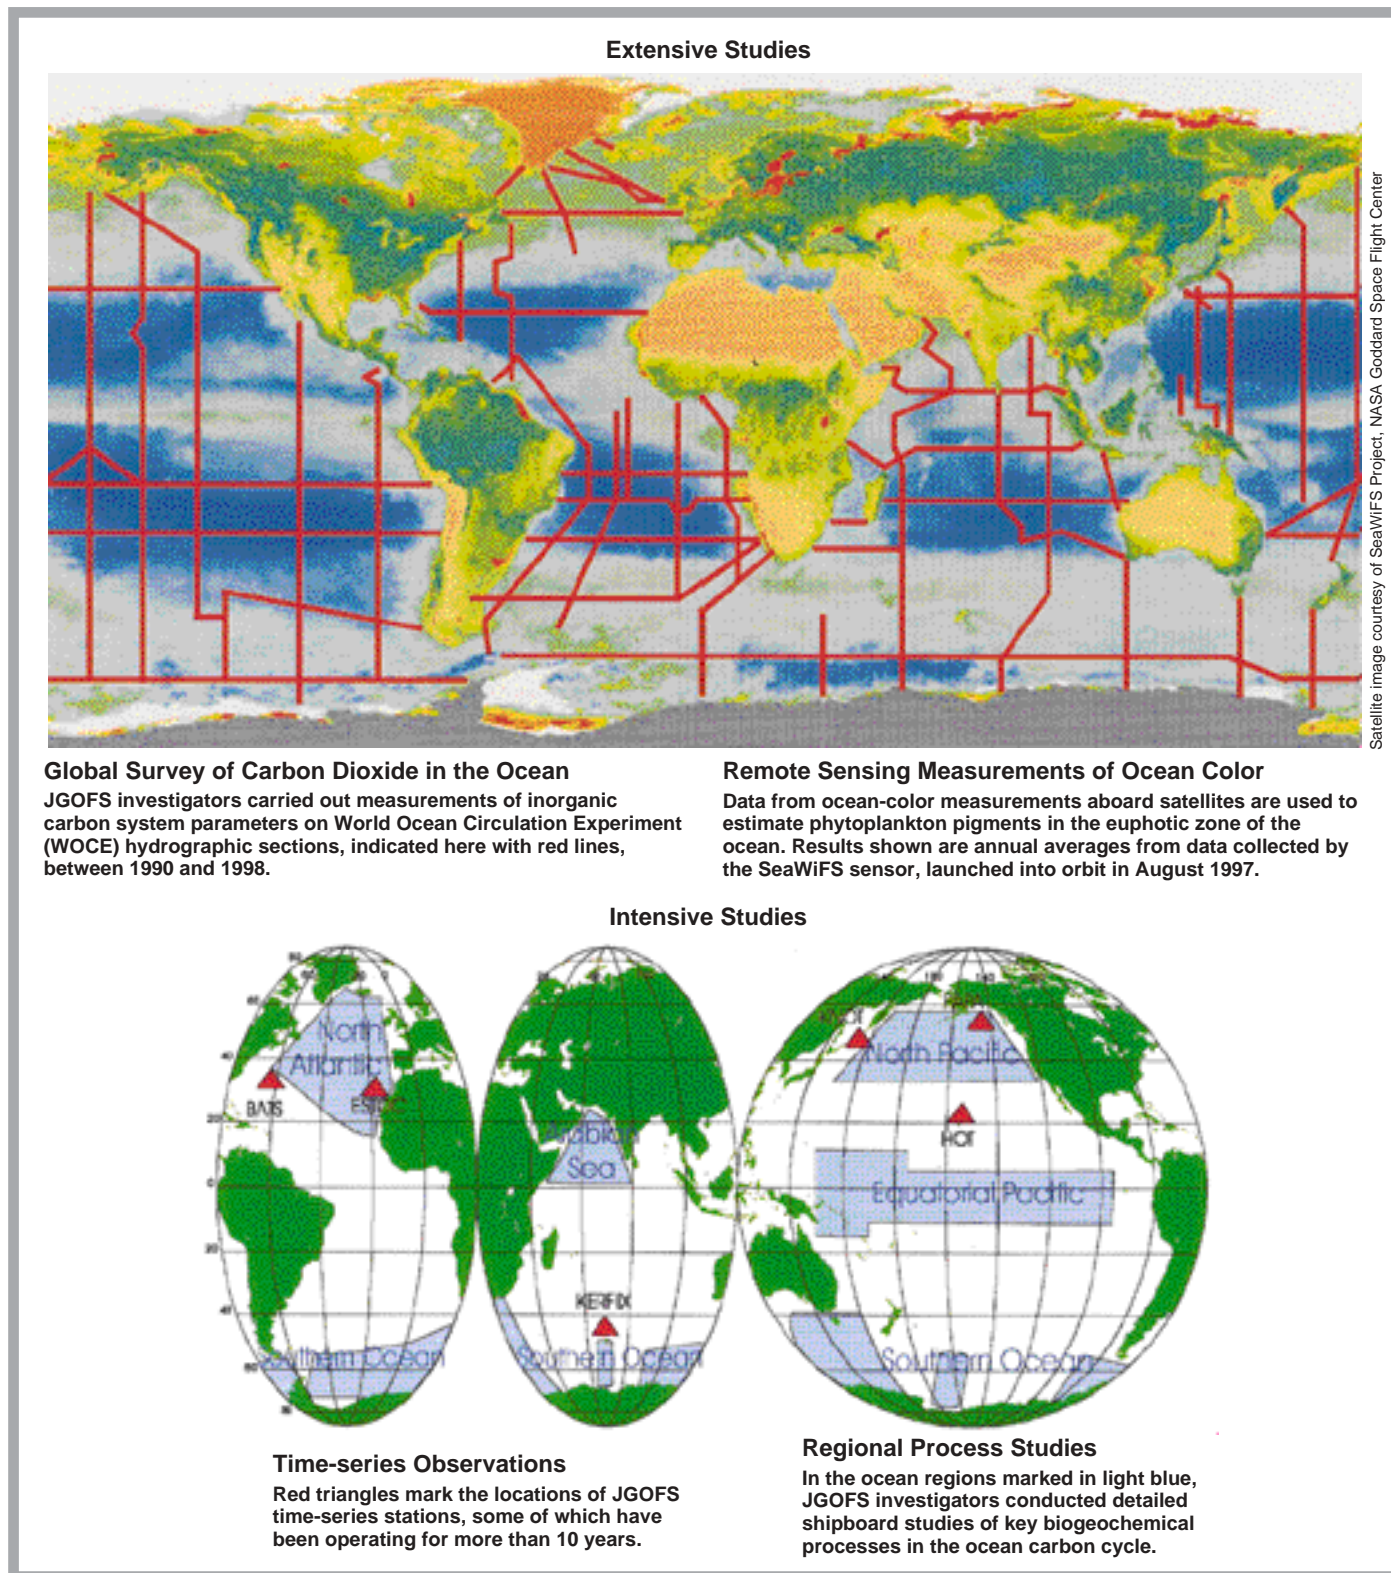 Extensive Studies
Satellite image courtesy of SeaWiFS Project, NASA Goddard Space Flight Center
Global Survey of Carbon Dioxide in the Ocean
JGOFS investigators carried out measurements of inorganic
carbon system parameters on World Ocean Circulation Experiment
(WOCE) hydrographic sections, indicated here with red lines,
between 1990 and 1998.
Remote Sensing Measurements of Ocean Color
Data from ocean-color measurements aboard satellites are used to
estimate phytoplankton pigments in the euphotic zone of the
ocean. Results shown are annual averages from data collected by
the SeaWiFS sensor, launched into orbit in August 1997.
Intensive Studies
North
Atlantic
BATS
Arabian
Sea
KERFIX
North Pacific
HOT
Equatorial Pacific
40
20
0
20
Southern Ocean
Southern Ocean
Southern Ocean
Time-series Observations
Red triangles mark the locations of JGOFS
time-series stations, some of which have
been operating for more than 10 years.
Regional Process Studies
In the ocean regions marked in light blue,
JGOFS investigators conducted detailed
shipboard studies of key biogeochemical
processes in the ocean carbon cycle.